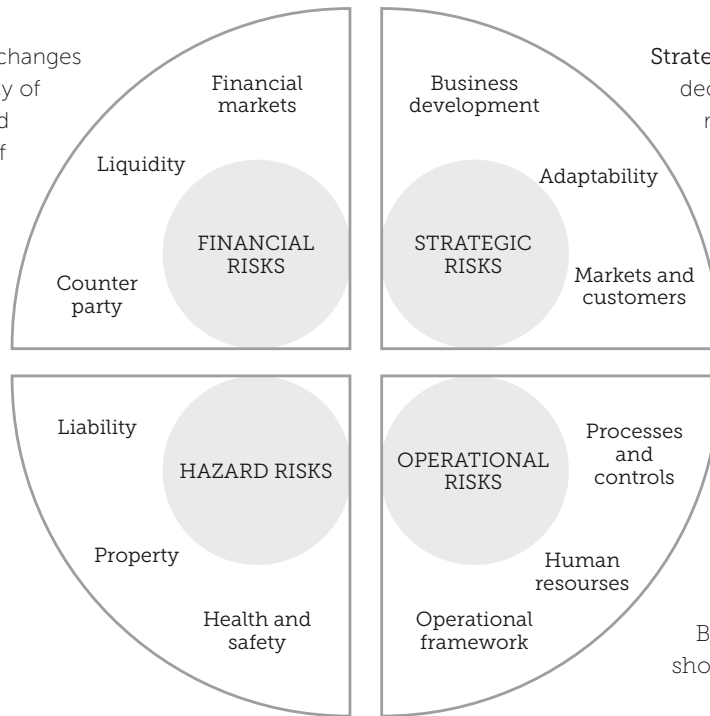 changes
y of
d
f
Financial
markets
Liquidity
FINANCIAL
RISKS
Counter
party
Strate
dec
Business
development
Adaptability
STRATEGIC
RISKS
Markets and
customers
Liability
HAZARD RISKS
Property
Health and
safety
OPERATIONAL
RISKS
Processes
and
controls
Human
resourses
Operational
framework
B
sho